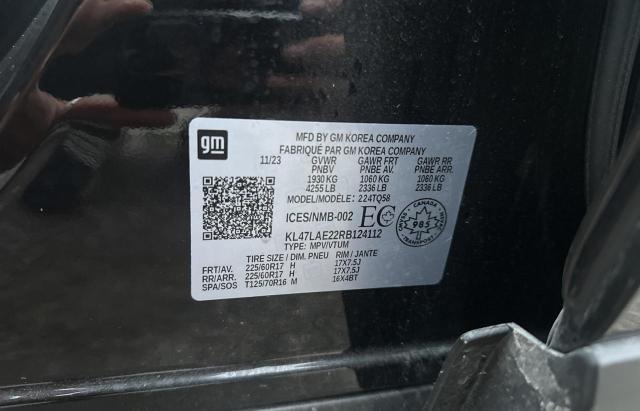 gm
MFD BY GM KOREA COMPANY
FABRIQUÉ PAR GM KOREA COMPANY
11/23 GVWR GAWR FRT GAWR RR
PNBV PNBE AV. PNBE ARR.
1930 KG 1060 KG 1060 KG
4255 LB 2336 LB 2336 LB
MODEL/MODÈLE: 224TQ58
ICES/NMB-002 EC CANADA 985
KL47LAE22RB124112
TYPE: MPV/VTUM
TIRE SIZE / DIM. PNEU RIM / JANTE
FRT/AV. 225/60R17 H 17X7.5J
RR/ARR. 225/60R17 H 17X7.5J
SPA/SOS T125/70R16 M 16X4BT